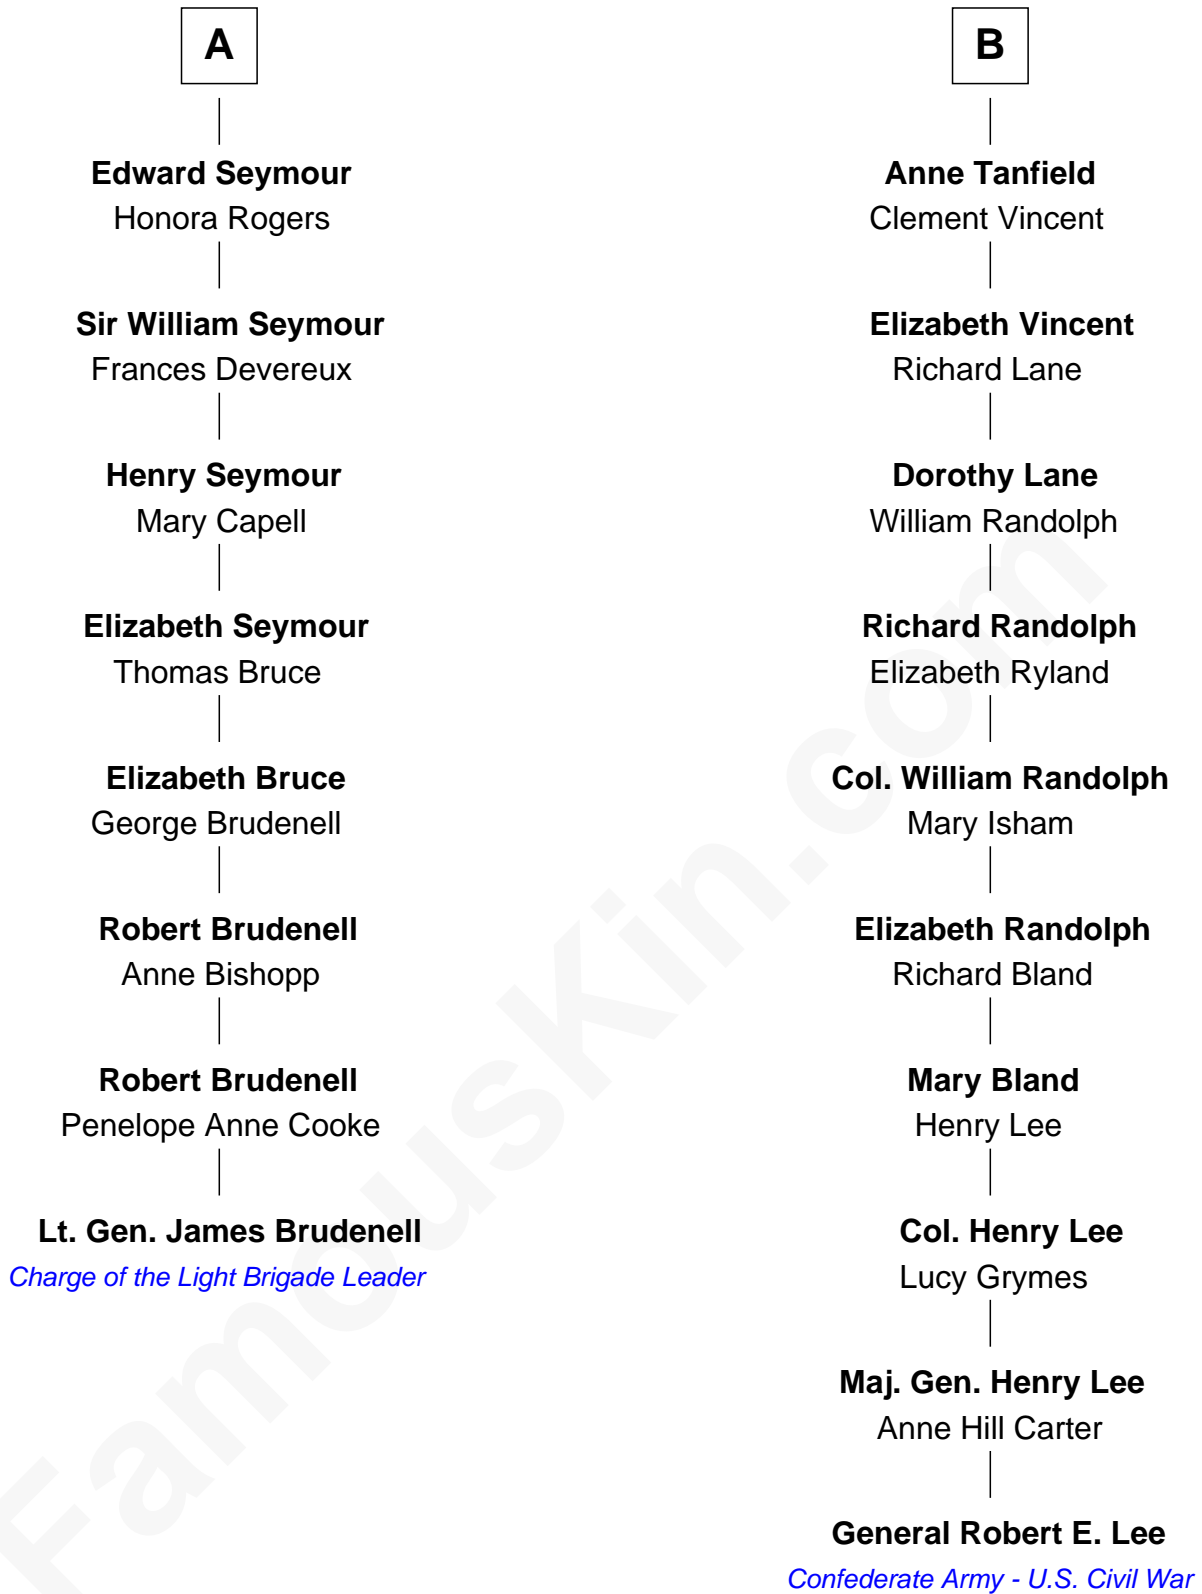 A
Edward Seymour
Honora Rogers
Sir William Seymour
Frances Devereux
Henry Seymour
Mary Capell
Elizabeth Seymour
Thomas Bruce
Elizabeth Bruce
George Brudenell
Robert Brudenell
Anne Bishopp
Robert Brudenell
Penelope Anne Cooke
Lt. Gen. James Brudenell
Charge of the Light Brigade Leader
B
Anne Tanfield
Clement Vincent
Elizabeth Vincent
Richard Lane
Dorothy Lane
William Randolph
Richard Randolph
Elizabeth Ryland
Col. William Randolph
Mary Isham
Elizabeth Randolph
Richard Bland
Mary Bland
Henry Lee
Col. Henry Lee
Lucy Grymes
Maj. Gen. Henry Lee
Anne Hill Carter
General Robert E. Lee
Confederate Army - U.S. Civil War
FamousKin.com